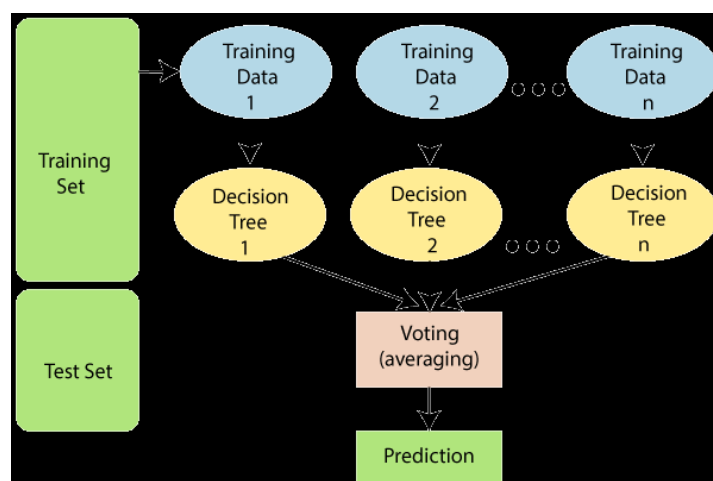 Training
Set
Training
Data
1
Training
Data
2
Training
Data
n
Decision
Tree
1
Decision
Tree
2
Decision
Tree
n
Test Set
Voting
(averaging)
Prediction